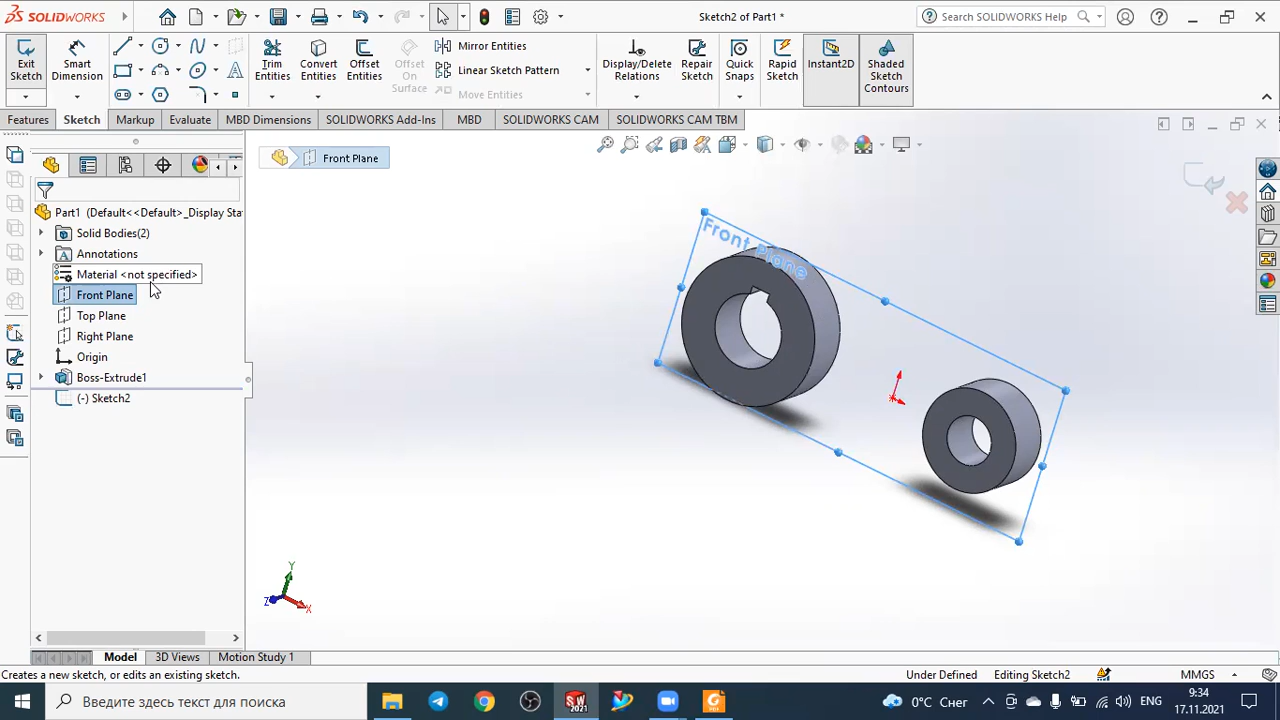 SOLIDWORKS
Sketch2 of Part1 *
Search SOLIDWORKS Help
Exit Sketch
Smart Dimension
Trim Entities
Convert Entities
Offset Entities
Offset On Surface
Mirror Entities
Linear Sketch Pattern
Move Entities
Display/Delete Relations
Repair Sketch
Quick Snaps
Rapid Sketch
Instant2D
Shaded Sketch Contours
Features
Sketch
Markup
Evaluate
MBD Dimensions
SOLIDWORKS Add-Ins
MBD
SOLIDWORKS CAM
SOLIDWORKS CAM TBM
Front Plane
Part1 (Default<<Default>_Display Sta
Solid Bodies(2)
Annotations
Material <not specified>
Front Plane
Top Plane
Right Plane
Origin
Boss-Extrude1
(-) Sketch2
Front Plane
Y
Z
X
Model
3D Views
Motion Study 1
Creates a new sketch, or edits an existing sketch.
Under Defined
Editing Sketch2
MMGS
Введите здесь текст для поиска
SW
2021
0°C Снег
ENG
9:34
17.11.2021